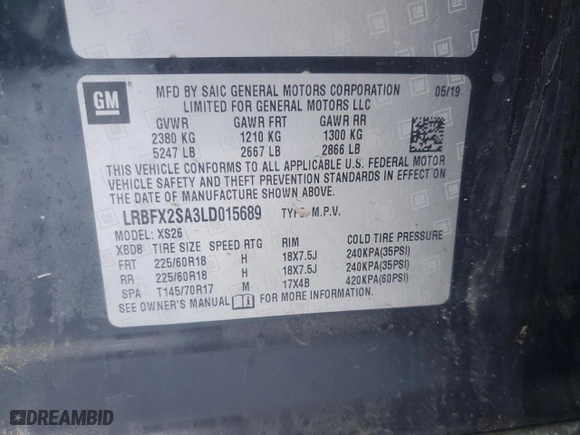 GM
MFD BY SAIC GENERAL MOTORS CORPORATION 05/19
LIMITED FOR GENERAL MOTORS LLC
GVWR GAWR FRT GAWR RR
2380 KG 1210 KG 1300 KG
5247 LB 2667 LB 2866 LB
THIS VEHICLE CONFORMS TO ALL APPLICABLE U.S. FEDERAL MOTOR
VEHICLE SAFETY AND THEFT PREVENTION STANDARDS IN EFFECT ON
THE DATE OF MANUFACTURE SHOWN ABOVE.
LRBFX2SA3LD015689 TYPE: M.P.V.
MODEL: XS26
XBD8 TIRE SIZE SPEED RTG RIM COLD TIRE PRESSURE
FRT 225/60R18 H 18X7.5J 240KPA(35PSI)
RR 225/60R18 H 18X7.5J 240KPA(35PSI)
SPA T145/70R17 M 17X4B 420KPA(60PSI)
SEE OWNER'S MANUAL FOR MORE INFORMATION
DREAMBID